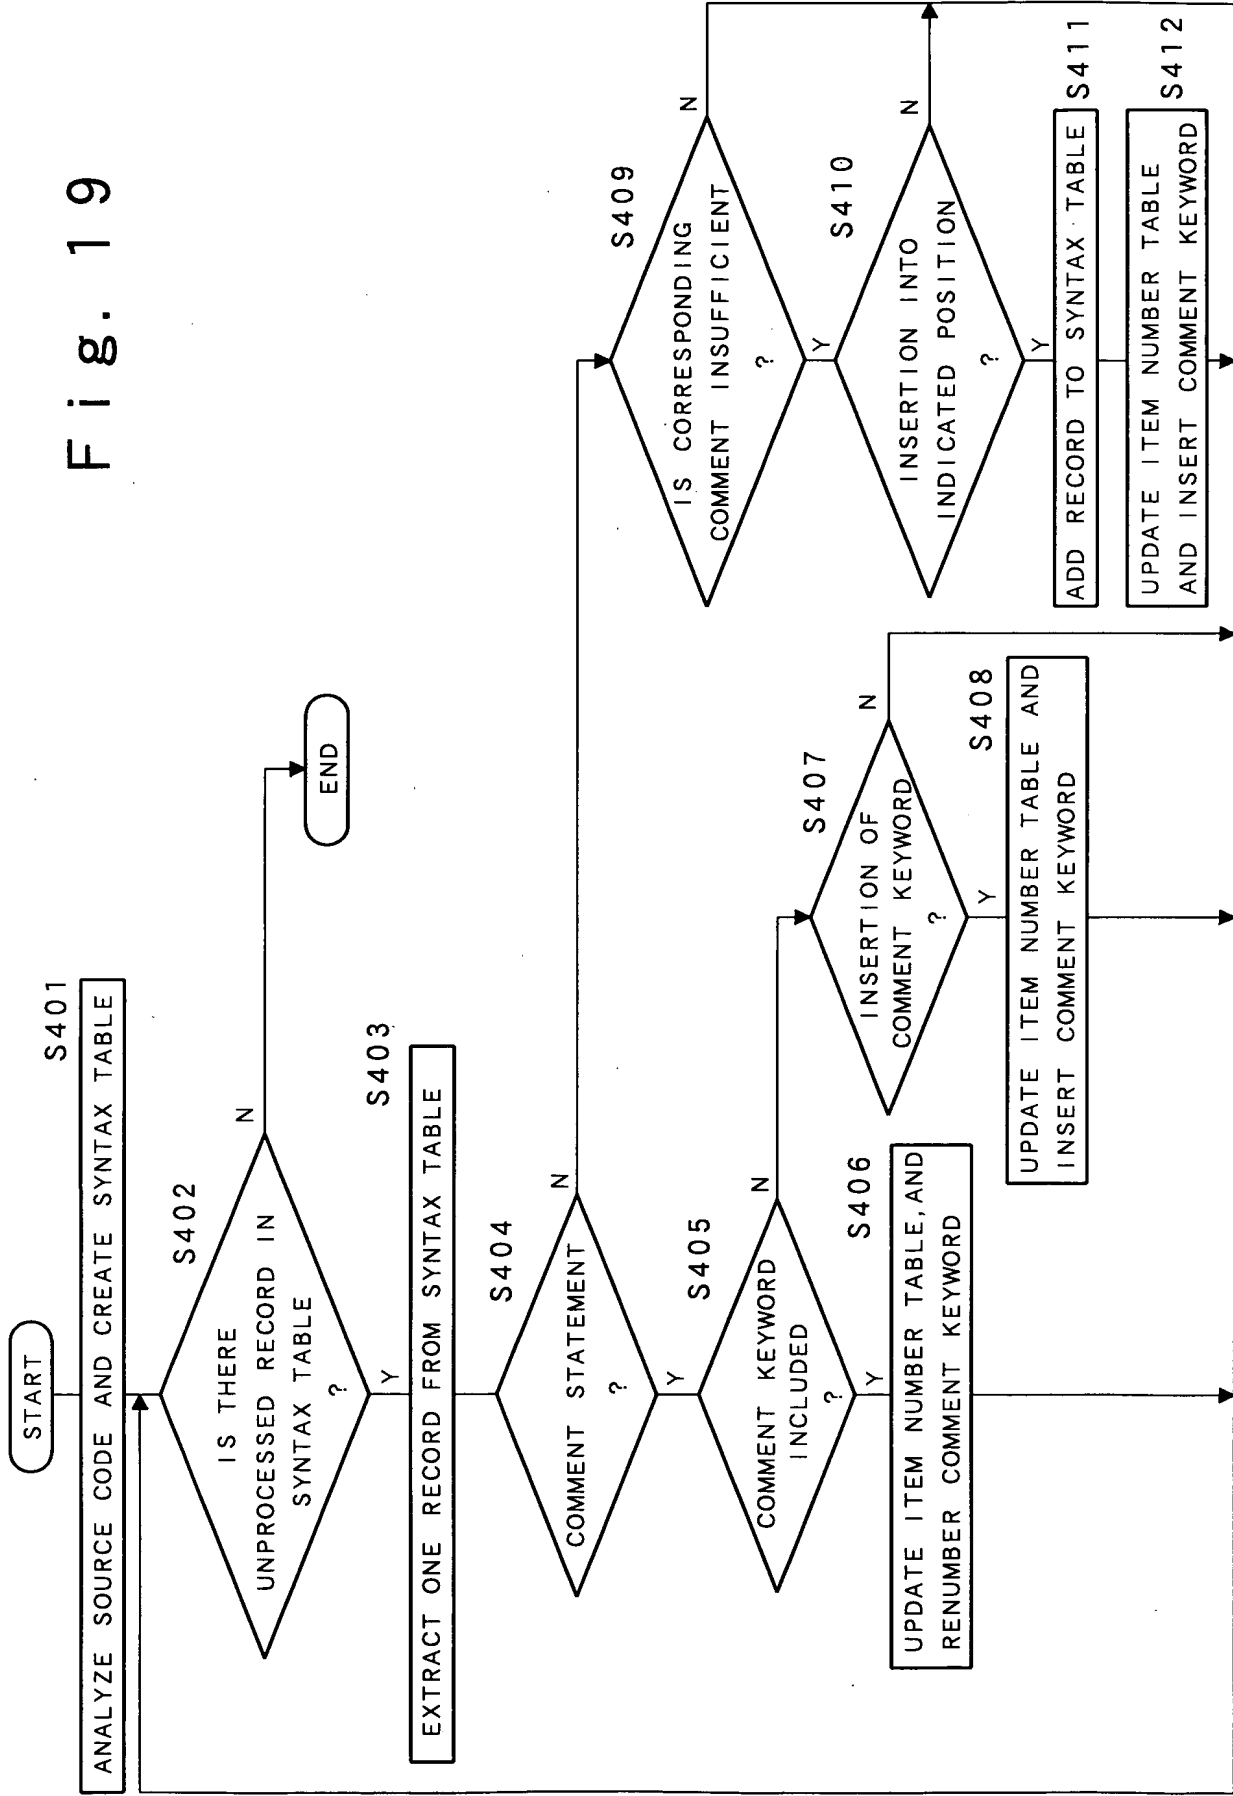 Fig. 19
START
S401
ANALYZE SOURCE CODE AND CREATE SYNTAX TABLE
S402
IS THERE
UNPROCESSED RECORD IN
SYNTAX TABLE
?
N
Y
END
S403
EXTRACT ONE RECORD FROM SYNTAX TABLE
S404
COMMENT STATEMENT
?
N
Y
S405
COMMENT KEYWORD
INCLUDED
?
N
Y
S406
UPDATE ITEM NUMBER TABLE, AND
RENUMBER COMMENT KEYWORD
S407
INSERTION OF
COMMENT KEYWORD
?
N
Y
S408
UPDATE ITEM NUMBER TABLE AND
INSERT COMMENT KEYWORD
S409
IS CORRESPONDING
COMMENT INSUFFICIENT
?
N
Y
S410
INSERTION INTO
INDICATED POSITION
?
N
Y
S411
ADD RECORD TO SYNTAX TABLE
S412
UPDATE ITEM NUMBER TABLE
AND INSERT COMMENT KEYWORD